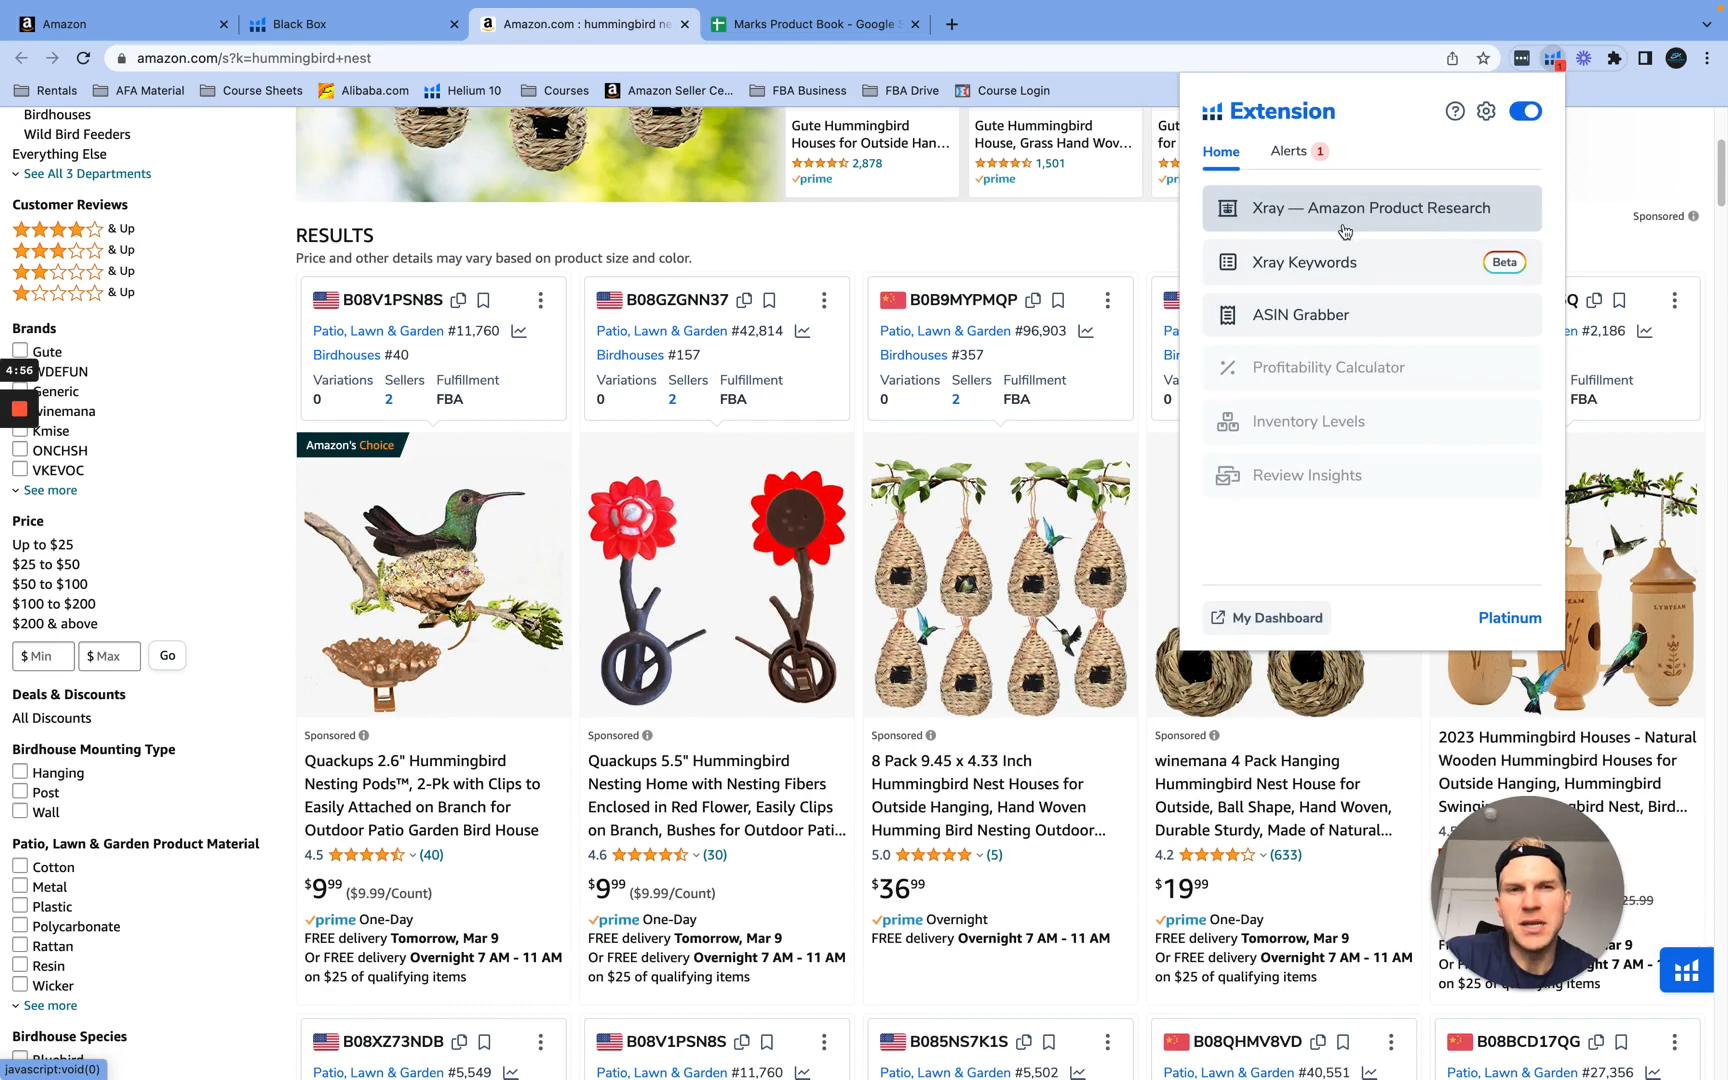 Amazon
Black Box
Amazon.com : hummingbird ne
Marks Product Book - Google S
amazon.com/s?k=hummingbird+nest
1
Rentals
AFA Material
Course Sheets
Alibaba.com
Helium 10
Courses
Amazon Seller Ce...
FBA Business
FBA Drive
Course Login
Birdhouses
Wild Bird Feeders
Everything Else
See All 3 Departments
Customer Reviews
& Up
& Up
& Up
& Up
Brands
Gute
WDEFUN
Generic
winemana
Kmise
ONCHSH
VKEVOC
See more
4:56
Price
Up to $25
$25 to $50
$50 to $100
$100 to $200
$200 & above
$ Min
$ Max
Go
Deals & Discounts
All Discounts
Birdhouse Mounting Type
Hanging
Post
Wall
Patio, Lawn & Garden Product Material
Cotton
Metal
Plastic
Polycarbonate
Rattan
Resin
Wicker
See more
Birdhouse Species
Bluebird
javascript:void(0)
Gute Hummingbird
Houses for Outside Han...
2,878
prime
Gute Hummingbird
House, Grass Hand Wov...
1,501
prime
Sponsored
RESULTS
Price and other details may vary based on product size and color.
B08V1PSN8S
Patio, Lawn & Garden #11,760
Birdhouses #40
Variations Sellers Fulfillment
0 2 FBA
Amazon's Choice
Sponsored
Quackups 2.6" Hummingbird
Nesting Pods™, 2-Pk with Clips to
Easily Attached on Branch for
Outdoor Patio Garden Bird House
4.5 (40)
$9.99 ($9.99/Count)
prime One-Day
FREE delivery Tomorrow, Mar 9
Or FREE delivery Overnight 7 AM - 11 AM
on $25 of qualifying items
B08GZGNN37
Patio, Lawn & Garden #42,814
Birdhouses #157
Variations Sellers Fulfillment
0 2 FBA
Sponsored
Quackups 5.5" Hummingbird
Nesting Home with Nesting Fibers
Enclosed in Red Flower, Easily Clips
on Branch, Bushes for Outdoor Pati...
4.6 (30)
$9.99 ($9.99/Count)
prime One-Day
FREE delivery Tomorrow, Mar 9
Or FREE delivery Overnight 7 AM - 11 AM
on $25 of qualifying items
B0B9MYPMQP
Patio, Lawn & Garden #96,903
Birdhouses #357
Variations Sellers Fulfillment
0 2 FBA
Sponsored
8 Pack 9.45 x 4.33 Inch
Hummingbird Nest Houses for
Outside Hanging, Hand Woven
Humming Bird Nesting Outdoor...
5.0 (5)
$36.99
prime Overnight
FREE delivery Overnight 7 AM - 11 AM
Sponsored
winemana 4 Pack Hanging
Hummingbird Nest House for
Outside, Ball Shape, Hand Woven,
Durable Sturdy, Made of Natural...
4.2 (633)
$19.99
prime One-Day
FREE delivery Tomorrow, Mar 9
Or FREE delivery Overnight 7 AM - 11 AM
on $25 of qualifying items
#2,186
Fulfillment
FBA
2023 Hummingbird Houses - Natural
Wooden Hummingbird Houses for
Outside Hanging, Hummingbird
on $25 of qualifying items
Extension
Home
Alerts 1
Xray — Amazon Product Research
Xray Keywords
Beta
ASIN Grabber
Profitability Calculator
Inventory Levels
Review Insights
My Dashboard
Platinum
B08XZ73NDB
Patio, Lawn & Garden #5,549
B08V1PSN8S
Patio, Lawn & Garden #11,760
B085NS7K1S
Patio, Lawn & Garden #5,502
B08QHMV8VD
Patio, Lawn & Garden #40,551
B08BCD17QG
Patio, Lawn & Garden #27,356